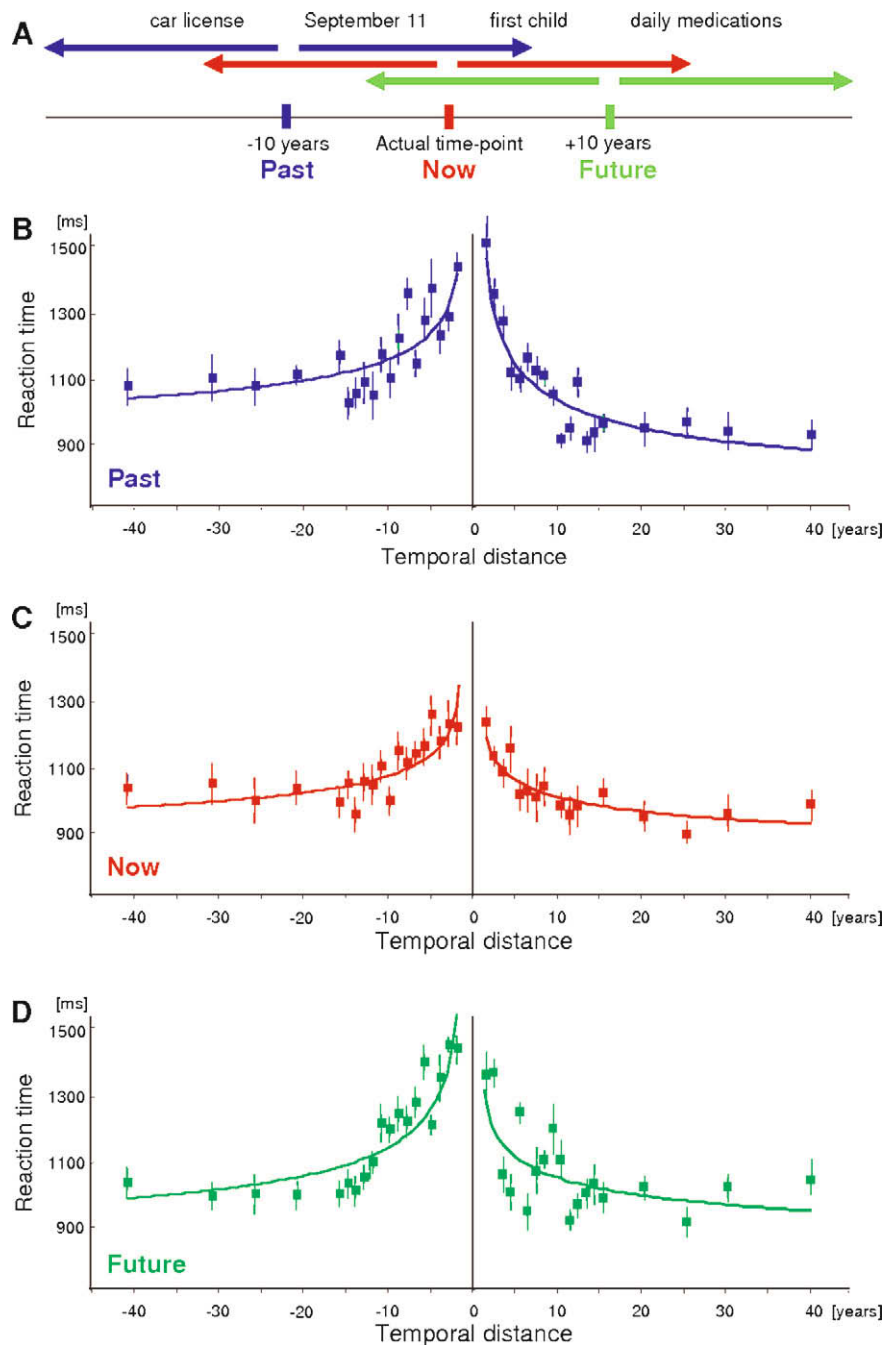 A
car license September 11 first child daily medications
-10 years Actual time-point +10 years
Past Now Future
B
[ms]
1500
1300
1100
900
Reaction time
Past
-40 -30 -20 -10 0 10 20 30 40 [years]
Temporal distance
C
[ms]
1500
1300
1100
900
Reaction time
Now
-40 -30 -20 -10 0 10 20 30 40 [years]
Temporal distance
D
[ms]
1500
1300
1100
900
Reaction time
Future
-40 -30 -20 -10 0 10 20 30 40 [years]
Temporal distance